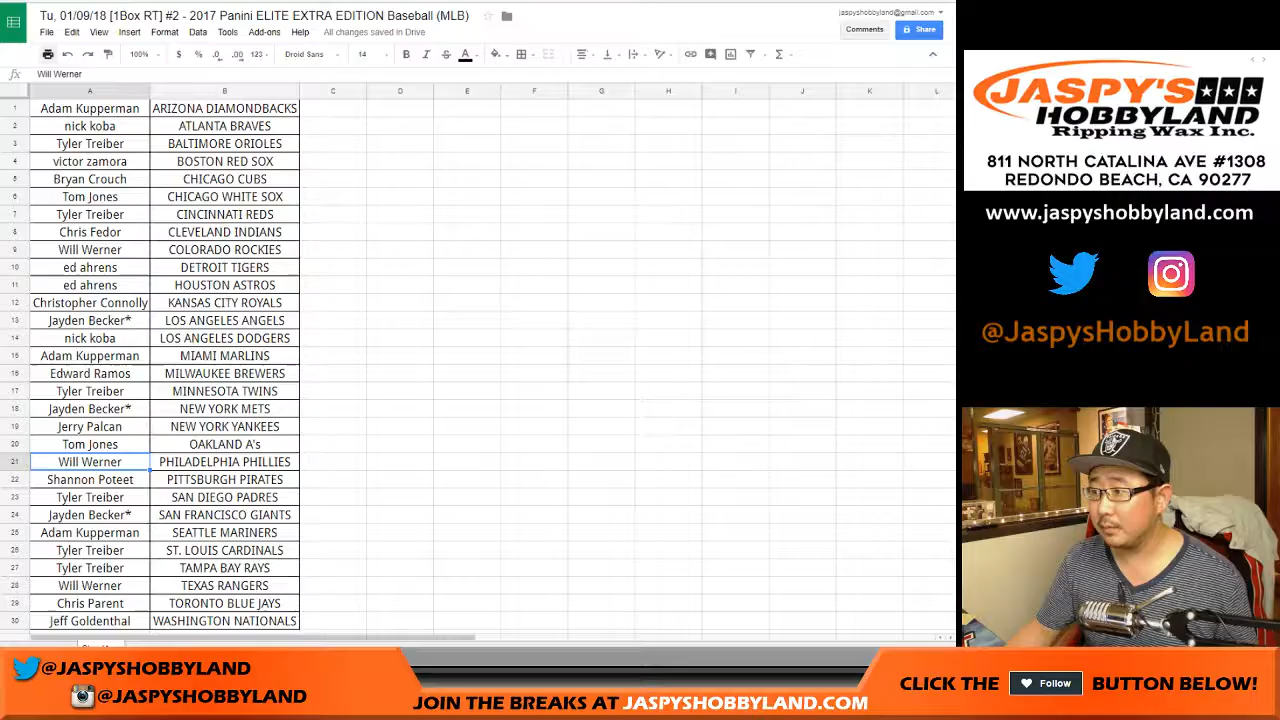 Tu, 01/09/18 [1Box RT] #2 - 2017 Panini ELITE EXTRA EDITION Baseball (MLB)
jaspyshobbyland@gmail.com
File Edit View Insert Format Data Tools Add-ons Help All changes saved in Drive
Comments
Share
100% $ % .0 .00 123 Droid Sans 14 B I S A Σ
fx Will Werner
A B C D E F G H I J K L
1 Adam Kupperman ARIZONA DIAMONDBACKS
2 nick koba ATLANTA BRAVES
3 Tyler Treiber BALTIMORE ORIOLES
4 victor zamora BOSTON RED SOX
5 Bryan Crouch CHICAGO CUBS
6 Tom Jones CHICAGO WHITE SOX
7 Tyler Treiber CINCINNATI REDS
8 Chris Fedor CLEVELAND INDIANS
9 Will Werner COLORADO ROCKIES
10 ed ahrens DETROIT TIGERS
11 ed ahrens HOUSTON ASTROS
12 Christopher Connolly KANSAS CITY ROYALS
13 Jayden Becker* LOS ANGELES ANGELS
14 nick koba LOS ANGELES DODGERS
15 Adam Kupperman MIAMI MARLINS
16 Edward Ramos MILWAUKEE BREWERS
17 Tyler Treiber MINNESOTA TWINS
18 Jayden Becker* NEW YORK METS
19 Jerry Palcan NEW YORK YANKEES
20 Tom Jones OAKLAND A's
21 Will Werner PHILADELPHIA PHILLIES
22 Shannon Poteet PITTSBURGH PIRATES
23 Tyler Treiber SAN DIEGO PADRES
24 Jayden Becker* SAN FRANCISCO GIANTS
25 Adam Kupperman SEATTLE MARINERS
26 Tyler Treiber ST. LOUIS CARDINALS
27 Tyler Treiber TAMPA BAY RAYS
28 Will Werner TEXAS RANGERS
29 Chris Parent TORONTO BLUE JAYS
30 Jeff Goldenthal WASHINGTON NATIONALS
JASPY'S
HOBBYLAND
Ripping Wax Inc.
811 NORTH CATALINA AVE #1308
REDONDO BEACH, CA 90277
www.jaspyshobbyland.com
@JaspysHobbyLand
@JASPYSHOBBYLAND
@JASPYSHOBBYLAND
JOIN THE BREAKS AT JASPYSHOBBYLAND.COM
CLICK THE Follow BUTTON BELOW!